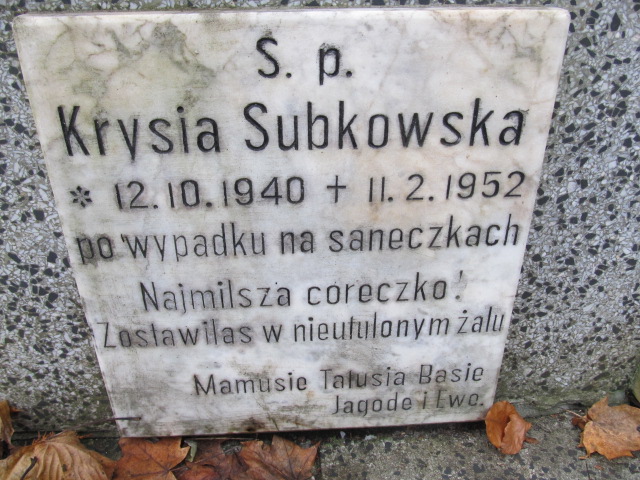 S. p.
Krysia Subkowska
* 12.10.1940 + 11.2.1952
po wypadku na saneczkach
Najmilsza coreczko!
Zostawilas w nieutulonym żalu
Mamusie Tatusia Basie
Jagode i Ewe.